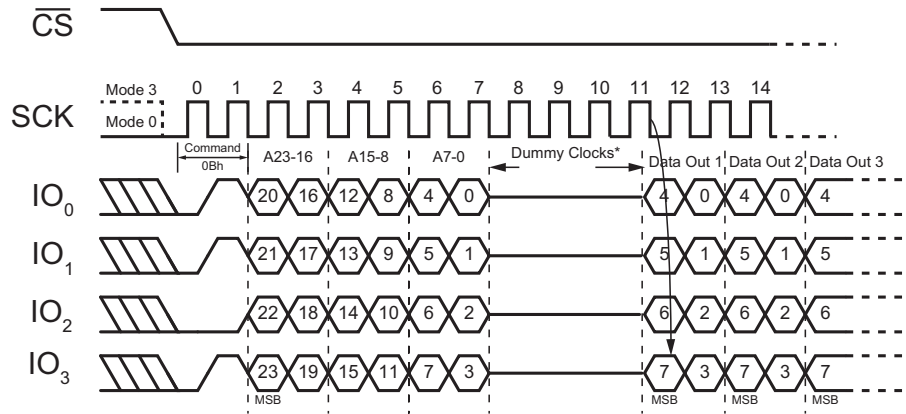 CS
0 1 2 3 4 5 6 7 8 9 10 11 12 13 14
Mode 3
SCK
Mode 0
Command
0Bh
A23-16 A15-8 A7-0 Dummy Clocks* Data Out 1 Data Out 2 Data Out 3
IO0 20 16 12 8 4 0 4 0 4 0 4
IO1 21 17 13 9 5 1 5 1 5 1 5
IO2 22 18 14 10 6 2 6 2 6 2 6
IO3 23 19 15 11 7 3 7 3 7 3 7
MSB MSB MSB MSB